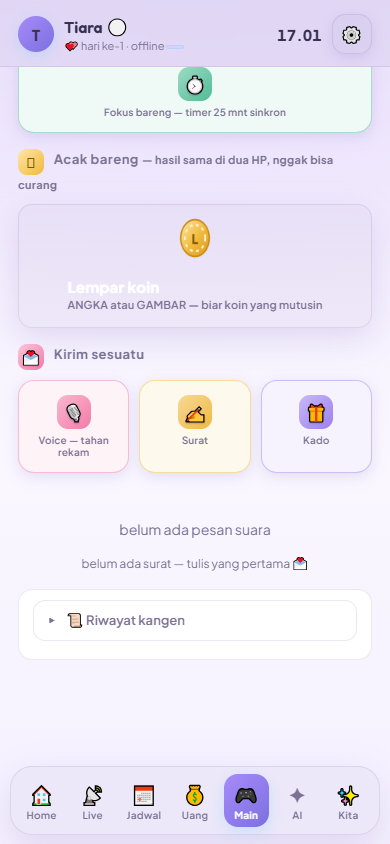 T
Tiara
hari ke-1 · offline
17.01
Fokus bareng — timer 25 mnt sinkron
Acak bareng — hasil sama di dua HP, nggak bisa
curang
L
Lempar koin
ANGKA atau GAMBAR — biar koin yang mutusin
Kirim sesuatu
Voice — tahan
rekam
Surat
Kado
belum ada pesan suara
belum ada surat — tulis yang pertama 💌
▸ 📜 Riwayat kangen
Home
Live
Jadwal
Uang
Main
AI
Kita